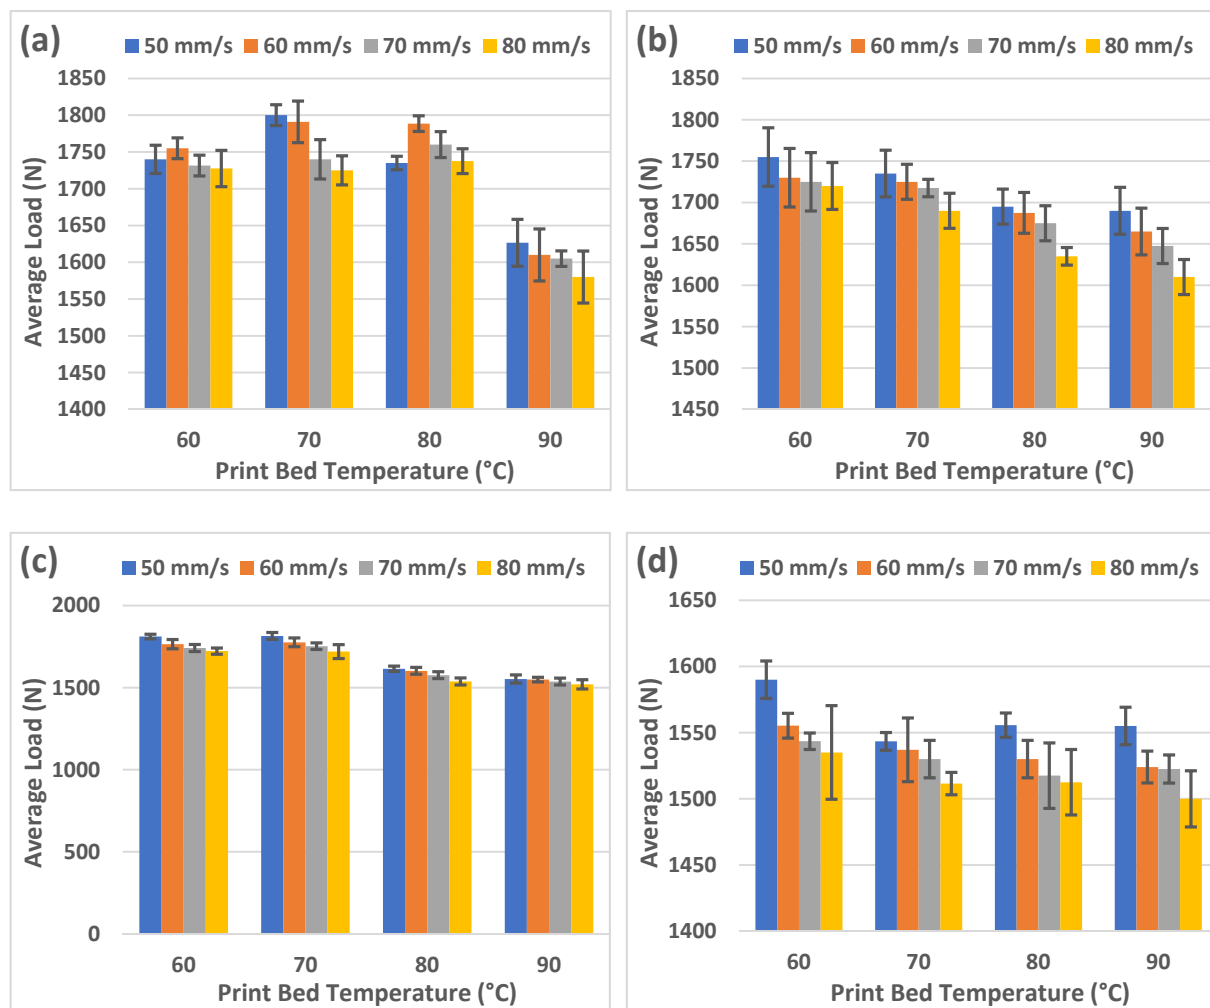 (a)
50 mm/s 60 mm/s 70 mm/s 80 mm/s
1850
1800
1750
1700
1650
1600
1550
1500
1450
1400
Average Load (N)
60 70 80 90
Print Bed Temperature (°C)
(b)
50 mm/s 60 mm/s 70 mm/s 80 mm/s
1850
1800
1750
1700
1650
1600
1550
1500
1450
Average Load (N)
60 70 80 90
Print Bed Temperature (°C)
(c)
50 mm/s 60 mm/s 70 mm/s 80 mm/s
2000
1500
1000
500
0
Average Load (N)
60 70 80 90
Print Bed Temperature (°C)
(d)
50 mm/s 60 mm/s 70 mm/s 80 mm/s
1650
1600
1550
1500
1450
1400
Average Load (N)
60 70 80 90
Print Bed Temperature (°C)